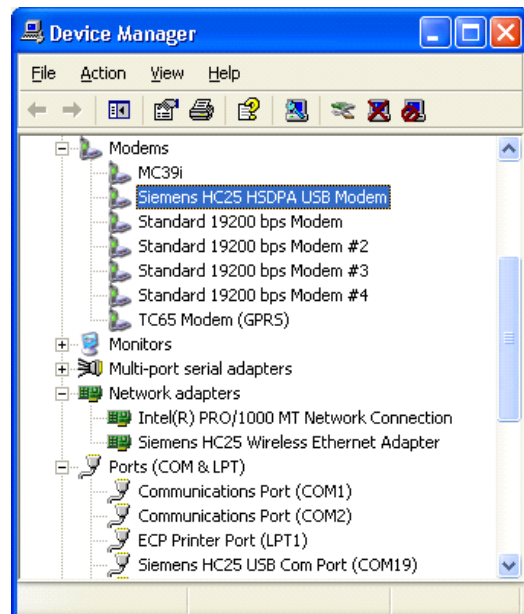 Device Manager
File Action View Help
Modems
MC39i
Siemens HC25 HSDPA USB Modem
Standard 19200 bps Modem
Standard 19200 bps Modem #2
Standard 19200 bps Modem #3
Standard 19200 bps Modem #4
TC65 Modem (GPRS)
Monitors
Multi-port serial adapters
Network adapters
Intel(R) PRO/1000 MT Network Connection
Siemens HC25 Wireless Ethernet Adapter
Ports (COM & LPT)
Communications Port (COM1)
Communications Port (COM2)
ECP Printer Port (LPT1)
Siemens HC25 USB Com Port (COM19)